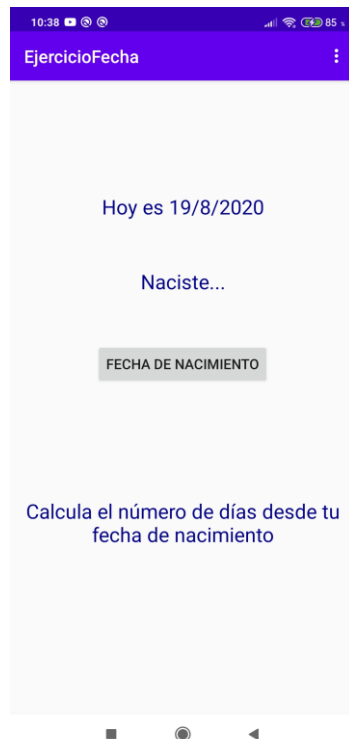 10:38 85 %
EjercicioFecha
Hoy es 19/8/2020
Naciste...
FECHA DE NACIMIENTO
Calcula el número de días desde tu
fecha de nacimiento